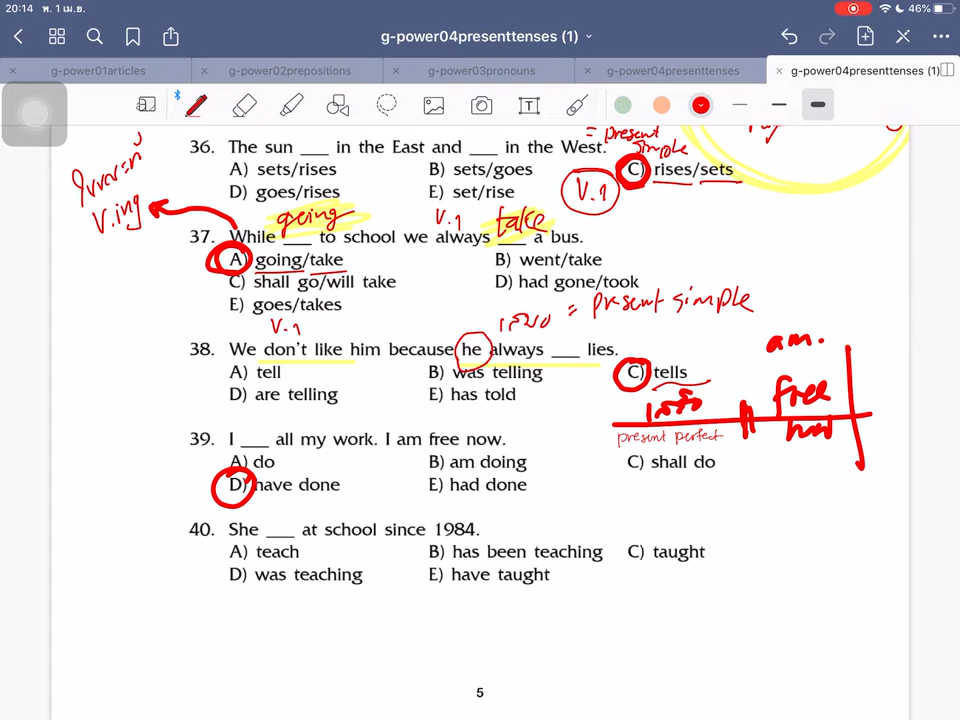 20:14 พ. 1 เม.ย.
46%
g-power04presenttenses (1)
g-power01articles
g-power02prepositions
g-power03pronouns
g-power04presenttenses
g-power04presenttenses (1)
= present simple
36. The sun ___ in the East and ___ in the West.
A) sets/rises B) sets/goes C) rises/sets
D) goes/rises E) set/rise
V.1
V.ing
going V.1 take
37. While ___ to school we always ___ a bus.
A) going/take B) went/take
C) shall go/will take D) had gone/took
E) goes/takes
= present simple
V.1
38. We don't like him because he always ___ lies.
A) tell B) was telling C) tells
D) are telling E) has told
am.
free
present perfect
39. I ___ all my work. I am free now.
A) do B) am doing C) shall do
D) have done E) had done
40. She ___ at school since 1984.
A) teach B) has been teaching C) taught
D) was teaching E) have taught
5